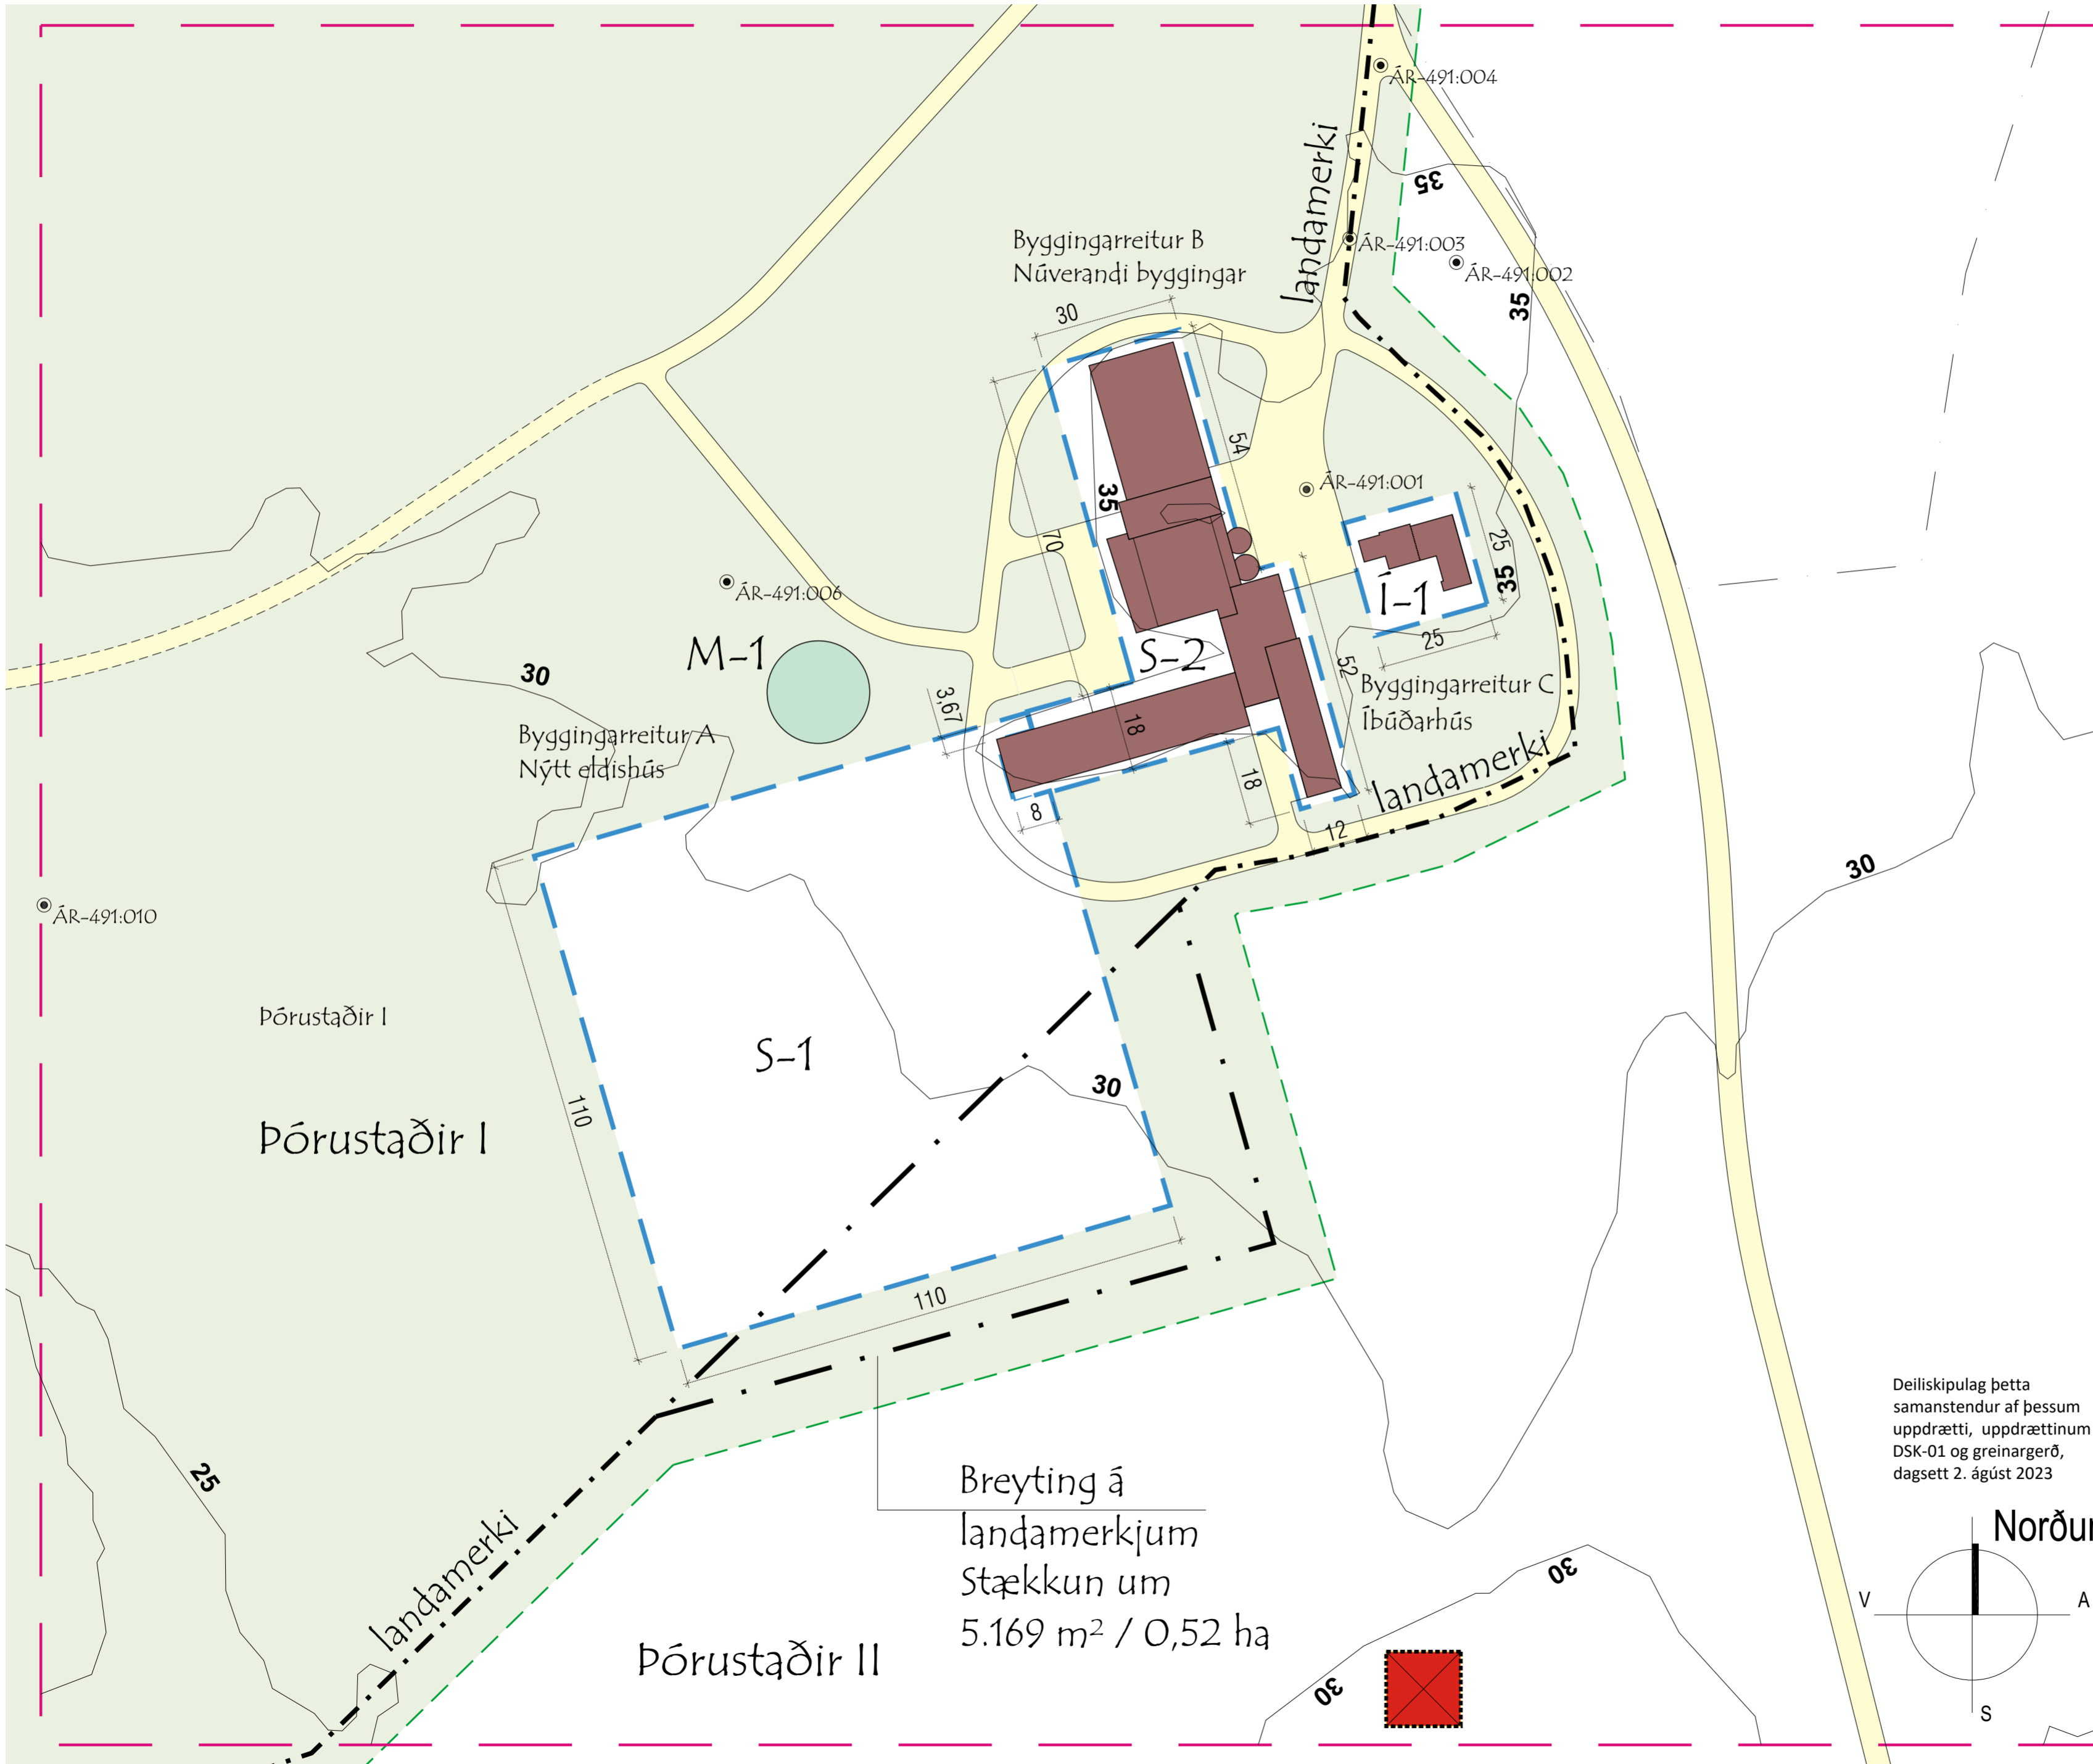 ÁR-491:004
landamerki
35
Byggingarreitur B
Núverandi byggingar
ÁR-491:003
ÁR-491:002
35
30
54
35
ÁR-491:001
70
25
35
Í-1
25
ÁR-491:006
M-1
S-2
52
30
3,67
18
Byggingarreitur C
Íbúðarhús
Byggingarreitur A
Nýtt eldishús
landamerki
18
8
12
30
ÁR-491:010
Þórustaðir I
S-1
30
110
Þórustaðir I
110
25
Breyting á
landamerkjum
Stækkun um
5.169 m² / 0,52 ha
landamerki
Þórustaðir II
30
30
Deiliskipulag þetta
samanstendur af þessum
uppdrætti, uppdrættinum
DSK-01 og greinargerð,
dagsett 2. ágúst 2023
Norður
V
A
S